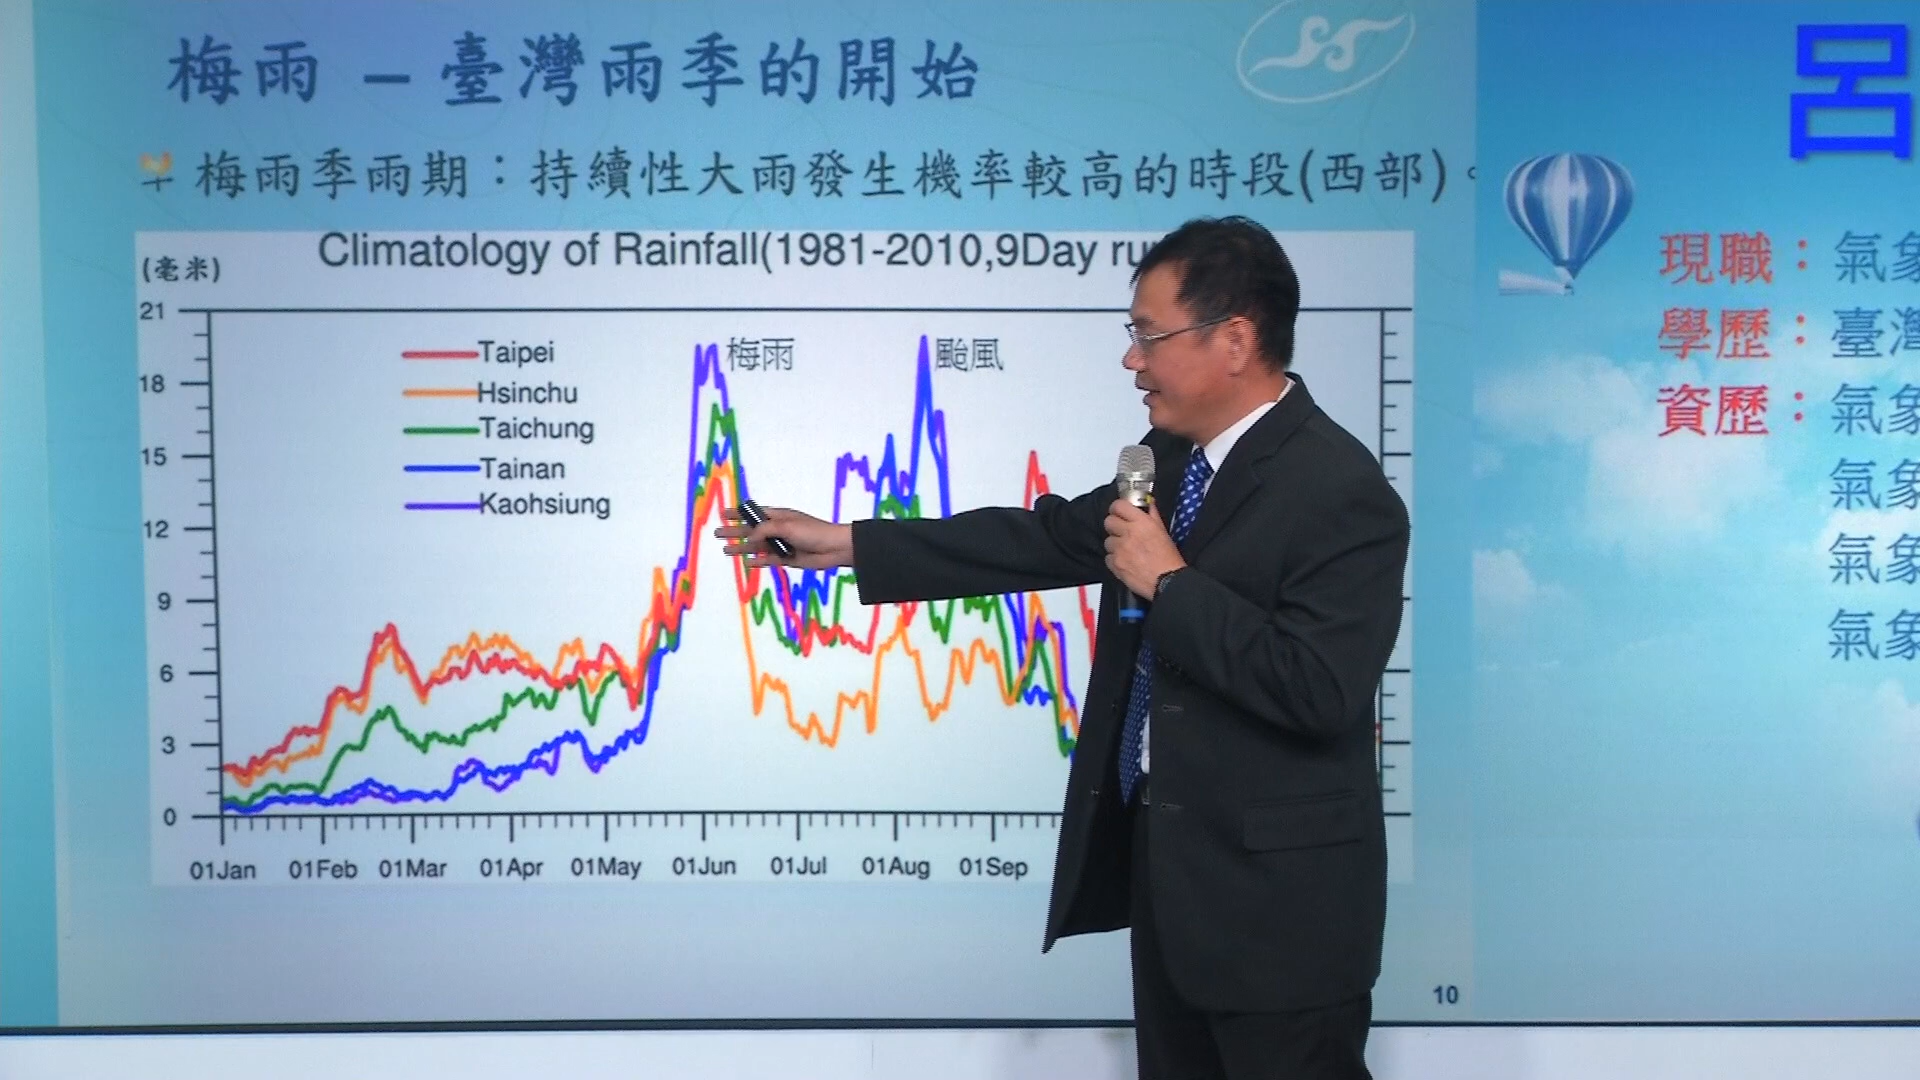 梅雨 – 臺灣雨季的開始
梅雨季雨期：持續性大雨發生機率較高的時段(西部)。
Climatology of Rainfall(1981-2010,9Day ru
(毫米)
21
18
15
12
9
6
3
0
Taipei
Hsinchu
Taichung
Tainan
Kaohsiung
梅雨
颱風
01Jan 01Feb 01Mar 01Apr 01May 01Jun 01Jul 01Aug 01Sep
10
呂
現職：氣象
學歷：臺灣
資歷：氣象
氣象
氣象
氣象